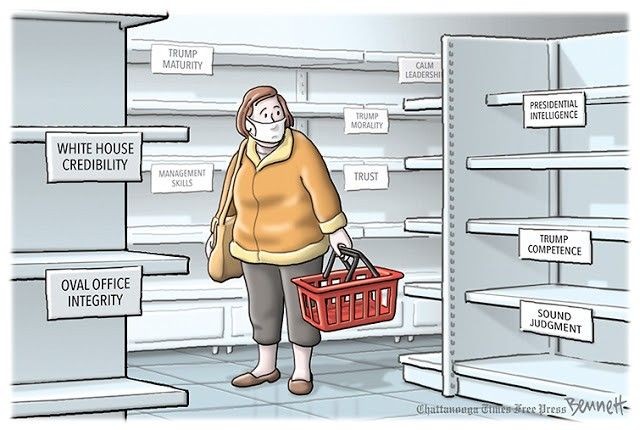 TRUMP
MATURITY
CALM
LEADERSHI
PRESIDENTIAL
INTELLIGENCE
TRUMP
MORALITY
WHITE HOUSE
CREDIBILITY
MANAGEMENT
SKILLS
TRUST
TRUMP
COMPETENCE
OVAL OFFICE
INTEGRITY
SOUND
JUDGMENT
Chattanooga Times Free Press BENNETT